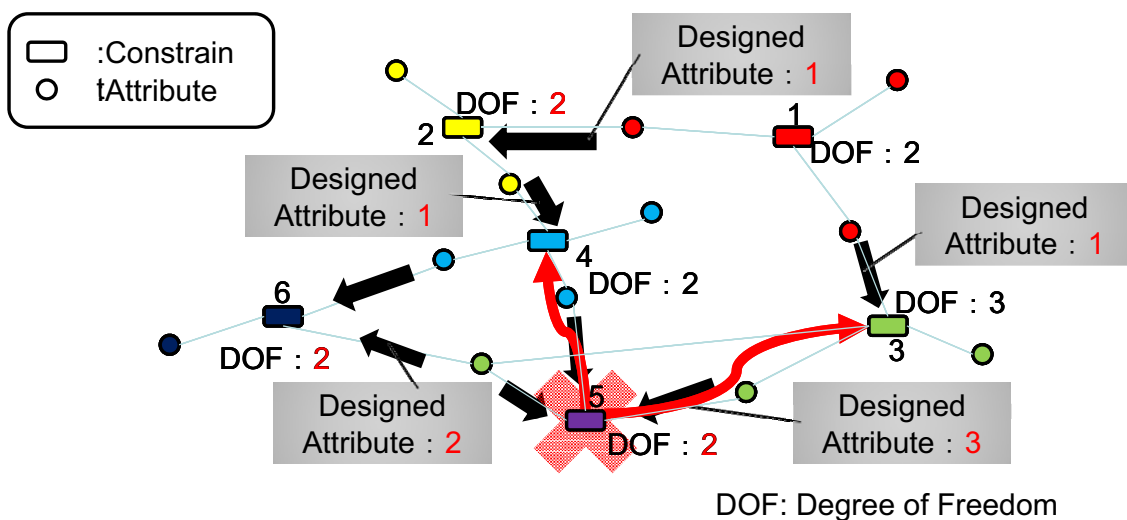 :Constrain
tAttribute
Designed
Attribute : 1
DOF : 2
2
1
DOF : 2
Designed
Attribute : 1
Designed
Attribute : 1
4
DOF : 2
6
DOF : 2
DOF : 3
3
5
DOF : 2
Designed
Attribute : 2
Designed
Attribute : 3
DOF: Degree of Freedom